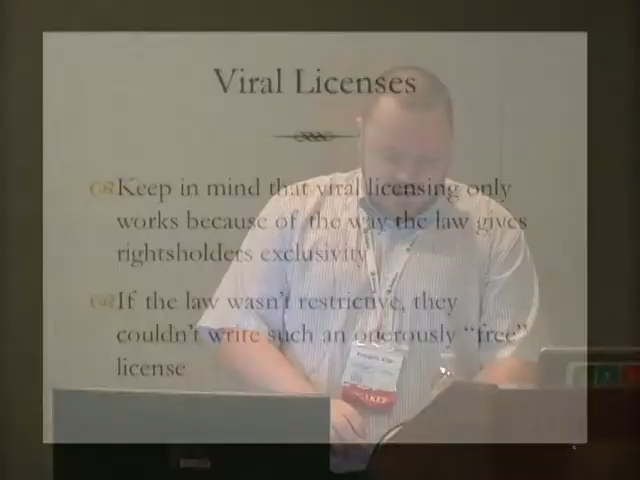 Viral Licenses
Keep in mind that viral licensing only
works because of the way the law gives
rightsholders exclusivity
If the law wasn't restrictive, they
couldn't write such an onerously "free"
license